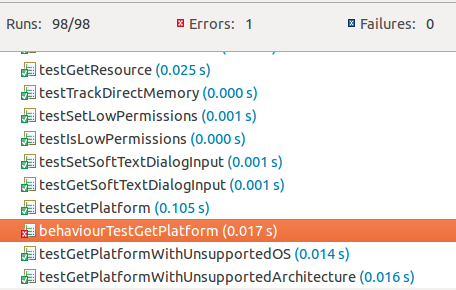 Runs: 98/98 Errors: 1 Failures: 0
testGetResource (0.025 s)
testTrackDirectMemory (0.000 s)
testSetLowPermissions (0.001 s)
testIsLowPermissions (0.000 s)
testSetSoftTextDialogInput (0.001 s)
testGetSoftTextDialogInput (0.001 s)
testGetPlatform (0.105 s)
behaviourTestGetPlatform (0.017 s)
testGetPlatformWithUnsupportedOS (0.014 s)
testGetPlatformWithUnsupportedArchitecture (0.016 s)